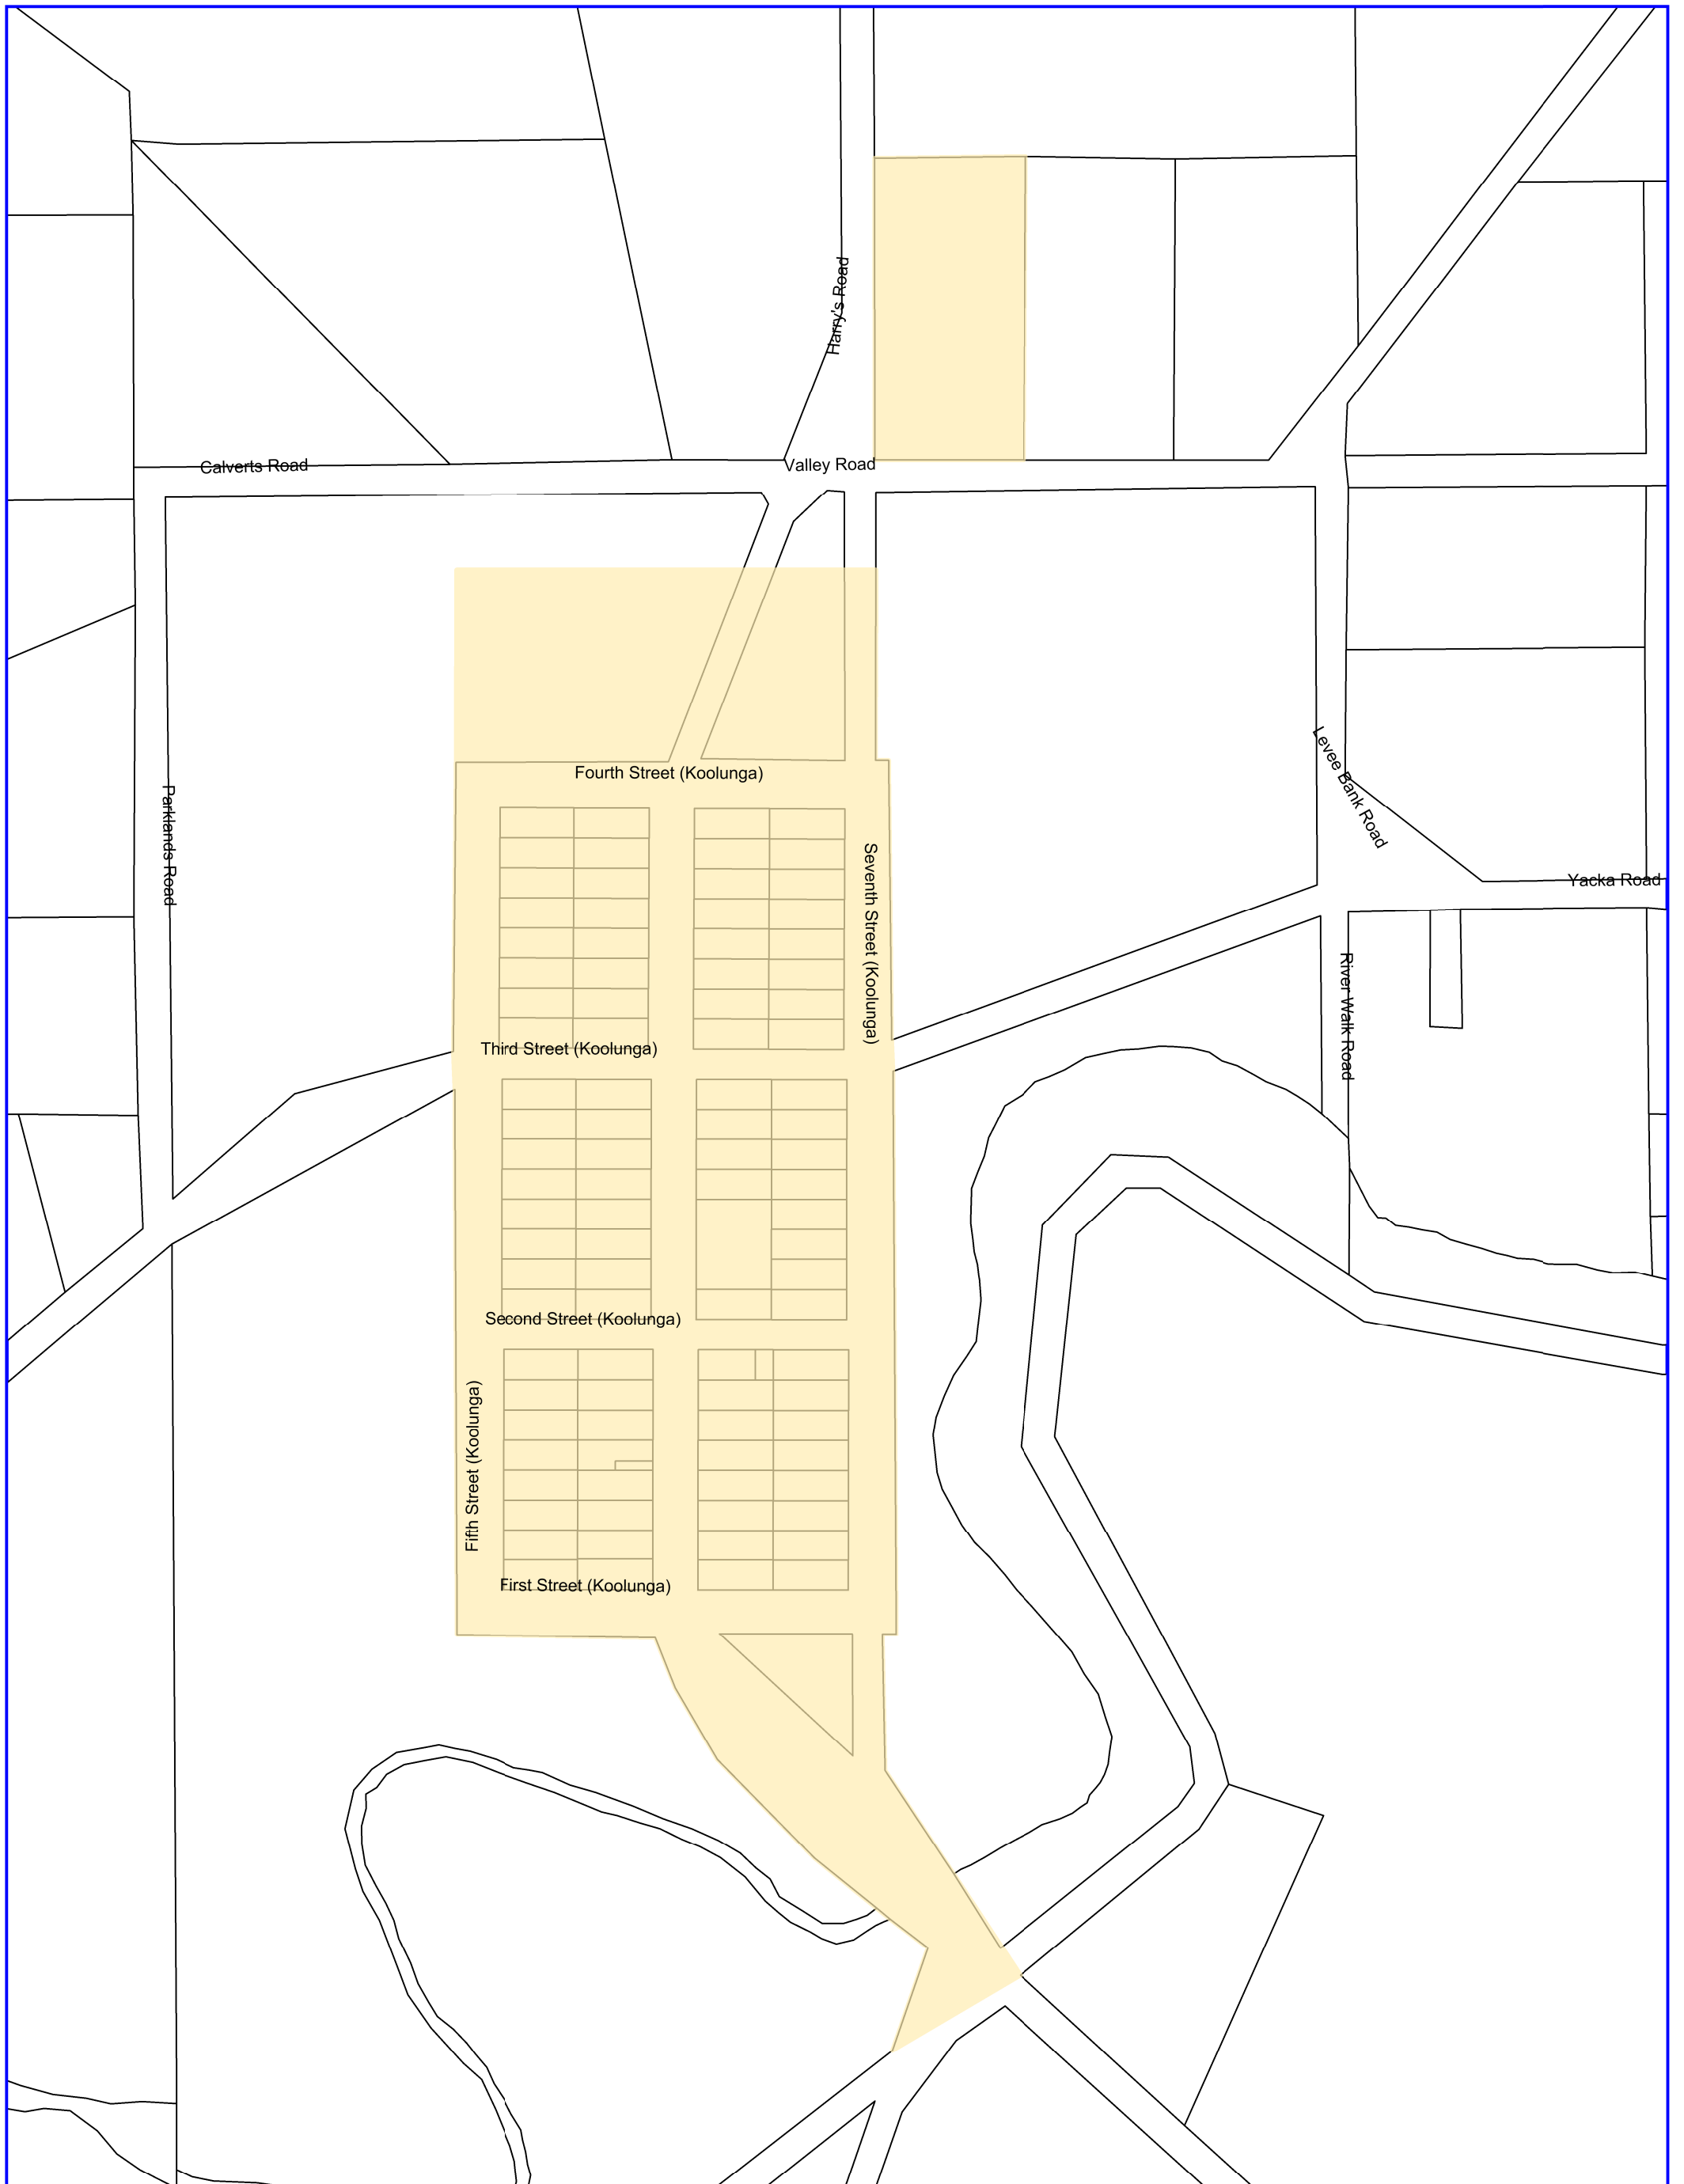 Harry's Road
Calverts Road
Valley Road
Fourth Street (Koolunga)
Levee Bank Road
Parklands Road
Seventh Street (Koolunga)
Yacka Road
River Walk Road
Third Street (Koolunga)
Second Street (Koolunga)
Fifth Street (Koolunga)
First Street (Koolunga)